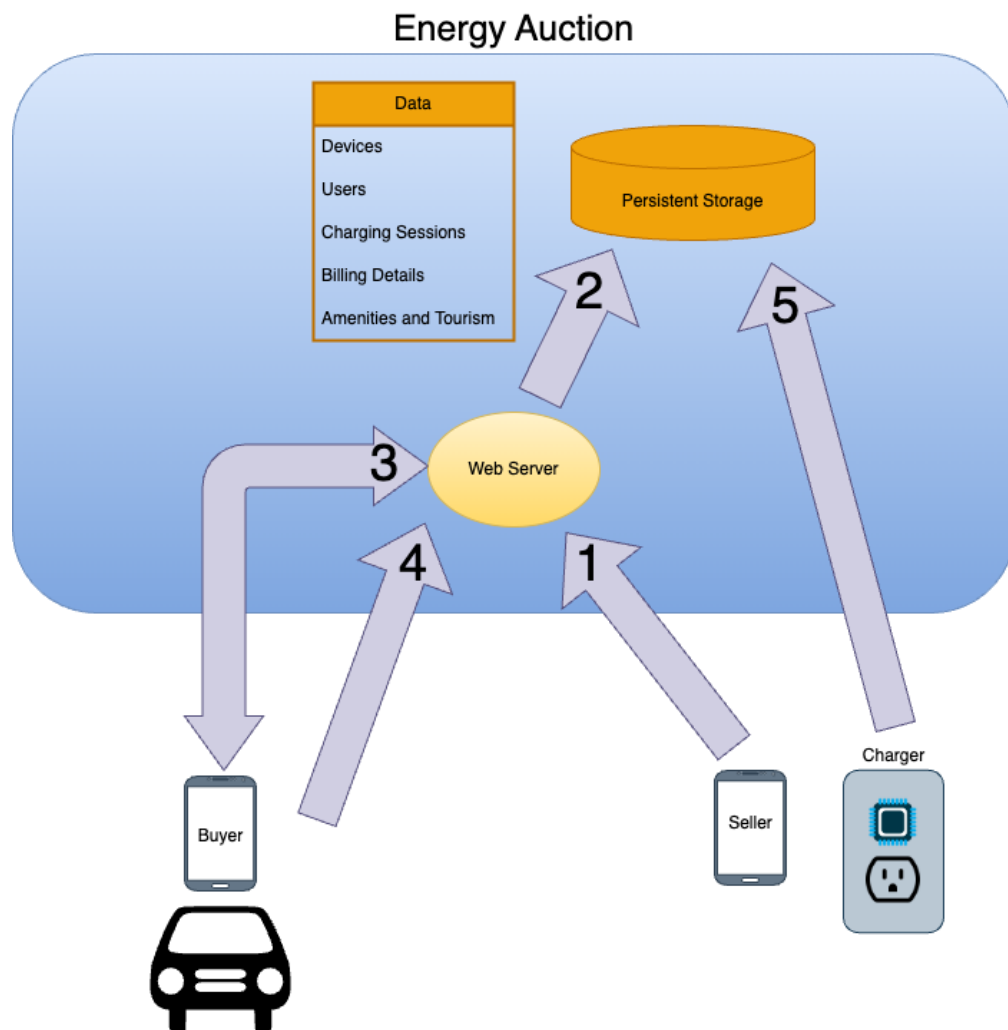 Energy Auction
Data
Devices
Users
Charging Sessions
Billing Details
Amenities and Tourism
Persistent Storage
2
5
3
Web Server
4
1
Charger
Buyer
Seller